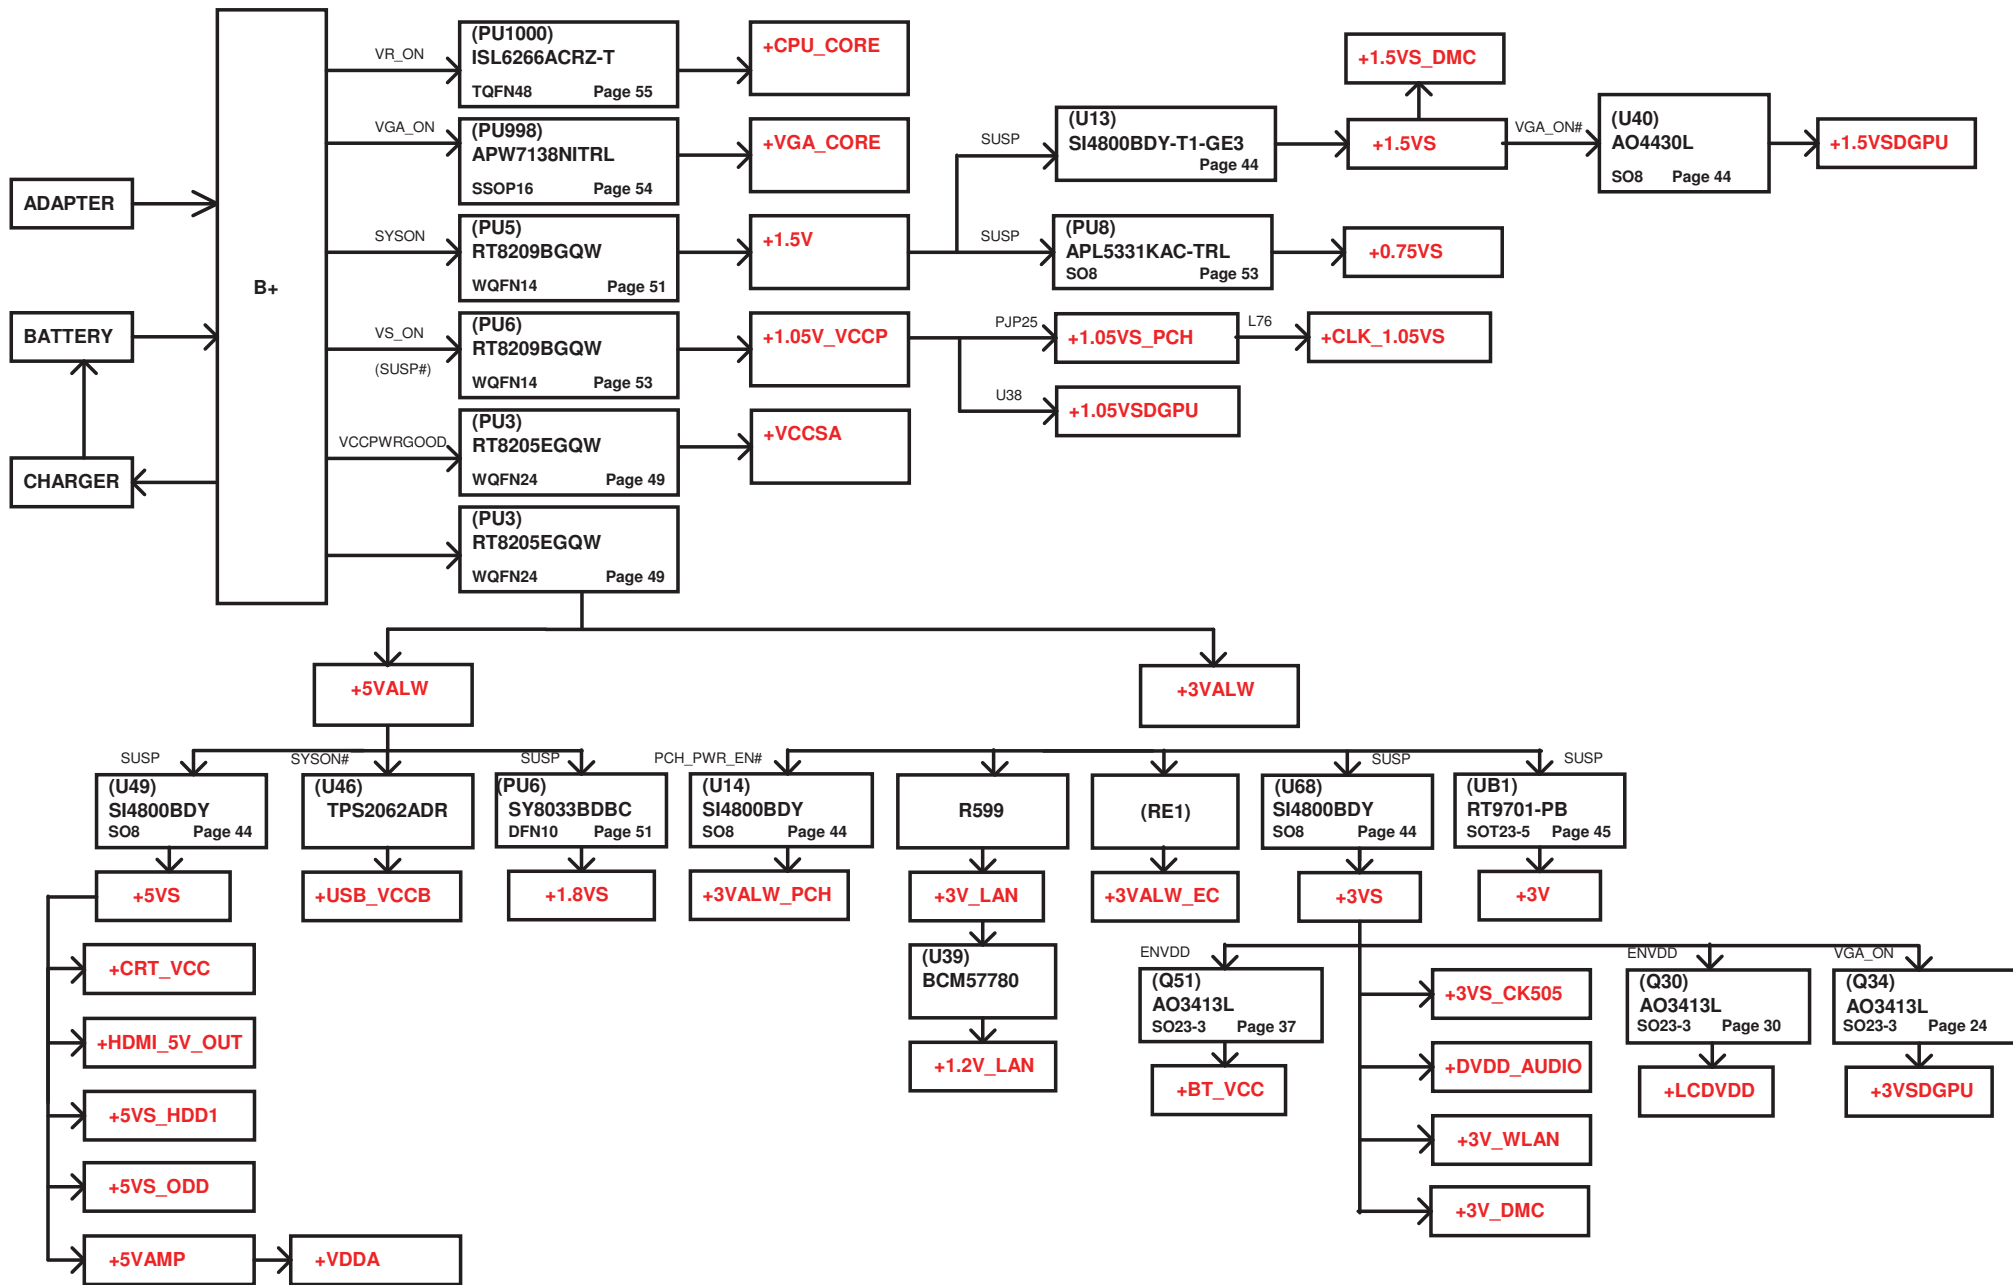 ADAPTER
BATTERY
CHARGER
B+
VR_ON
(PU1000)
ISL6266ACRZ-T
TQFN48 Page 55
+CPU_CORE
VGA_ON
(PU998)
APW7138NITRL
SSOP16 Page 54
+VGA_CORE
SYSON
(PU5)
RT8209BGQW
WQFN14 Page 51
+1.5V
SUSP
(U13)
SI4800BDY-T1-GE3
Page 44
+1.5VS_DMC
+1.5VS
VGA_ON#
(U40)
AO4430L
SO8 Page 44
+1.5VSDGPU
SUSP
(PU8)
APL5331KAC-TRL
SO8 Page 53
+0.75VS
VS_ON
(SUSP#)
(PU6)
RT8209BGQW
WQFN14 Page 53
+1.05V_VCCP
PJP25
+1.05VS_PCH
L76
+CLK_1.05VS
U38
+1.05VSDGPU
VCCPWRGOOD
(PU3)
RT8205EGQW
WQFN24 Page 49
+VCCSA
(PU3)
RT8205EGQW
WQFN24 Page 49
+5VALW
+3VALW
SUSP
(U49)
SI4800BDY
SO8 Page 44
+5VS
SYSON#
(U46)
TPS2062ADR
+USB_VCCB
SUSP
(PU6)
SY8033BDBC
DFN10 Page 51
+1.8VS
PCH_PWR_EN#
(U14)
SI4800BDY
SO8 Page 44
+3VALW_PCH
R599
+3V_LAN
(U39)
BCM57780
+1.2V_LAN
(RE1)
+3VALW_EC
SUSP
(U68)
SI4800BDY
SO8 Page 44
+3VS
SUSP
(UB1)
RT9701-PB
SOT23-5 Page 45
+3V
+CRT_VCC
+HDMI_5V_OUT
+5VS_HDD1
+5VS_ODD
+5VAMP
+VDDA
ENVDD
(Q51)
AO3413L
SO23-3 Page 37
+BT_VCC
+3VS_CK505
+DVDD_AUDIO
+3V_WLAN
+3V_DMC
ENVDD
(Q30)
AO3413L
SO23-3 Page 30
+LCDVDD
VGA_ON
(Q34)
AO3413L
SO23-3 Page 24
+3VSDGPU